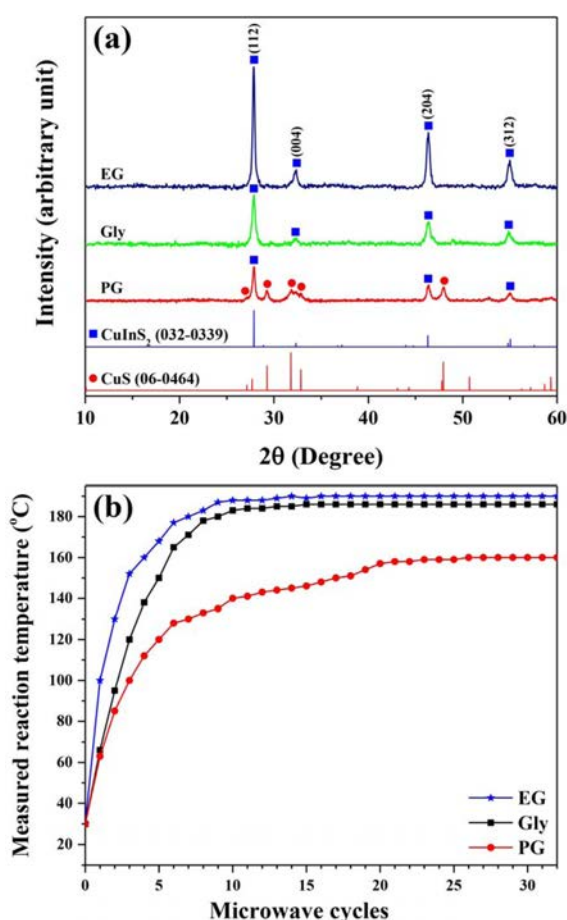 (a)
(112)
(004)
(204)
(312)
EG
Gly
PG
CuInS₂ (032-0339)
CuS (06-0464)
Intensity (arbitrary unit)
10 20 30 40 50 60
2θ (Degree)
(b)
180
160
140
120
100
80
60
40
20
Measured reaction temperature (°C)
EG
Gly
PG
0 5 10 15 20 25 30
Microwave cycles